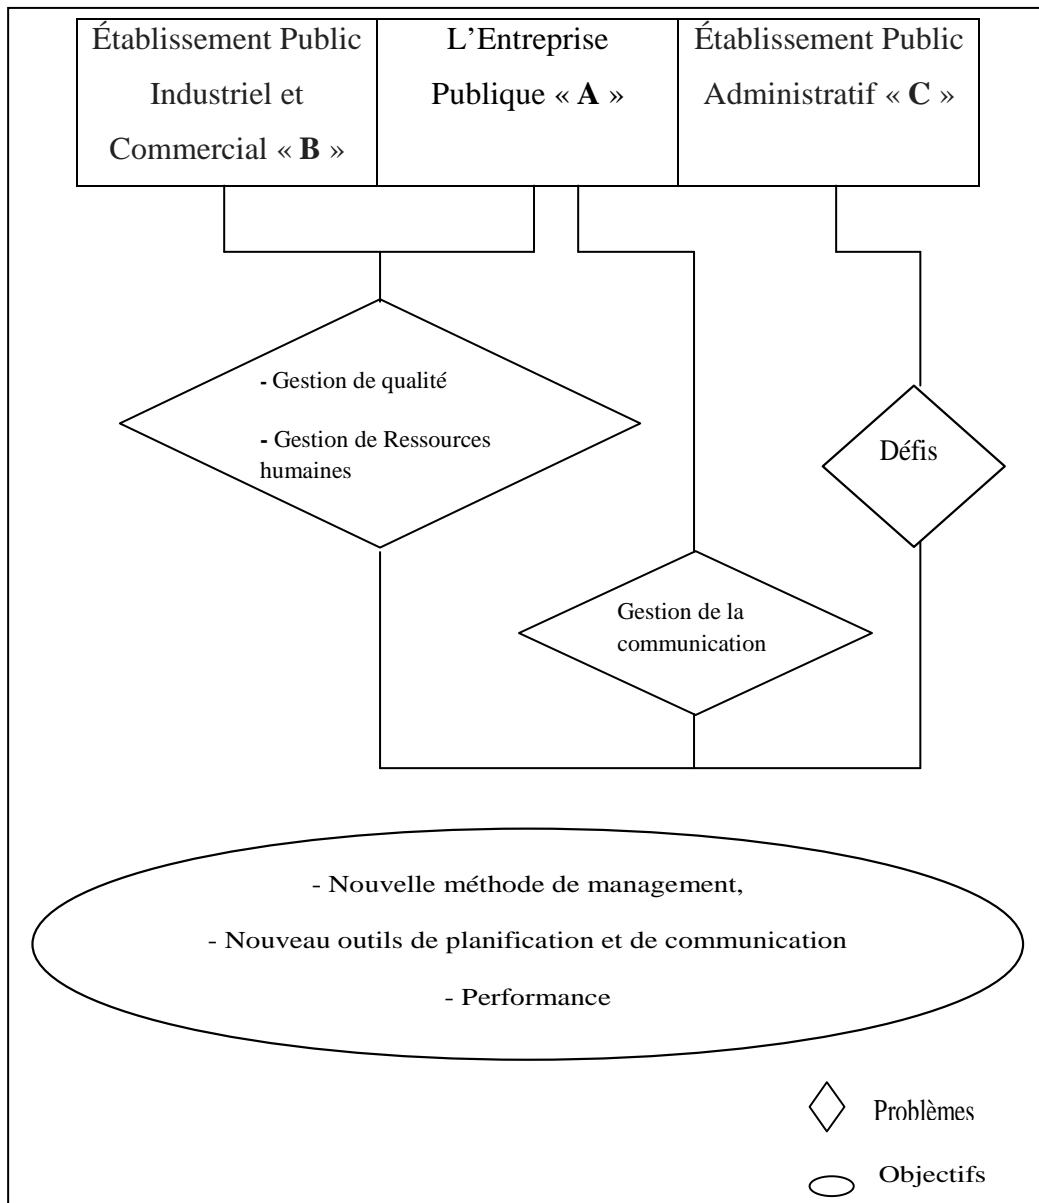 Établissement Public
Industriel et
Commercial « B »
L’Entreprise
Publique « A »
Établissement Public
Administratif « C »
- Gestion de qualité
- Gestion de Ressources
humaines
Défis
Gestion de la
communication
- Nouvelle méthode de management,
- Nouveau outils de planification et de communication
- Performance
Problèmes
Objectifs